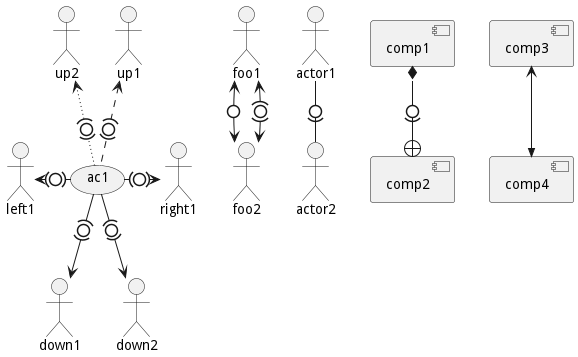 up2
up1
foo1
actor1
comp1
comp3
left1
ac1
right1
foo2
actor2
comp2
comp4
down1
down2